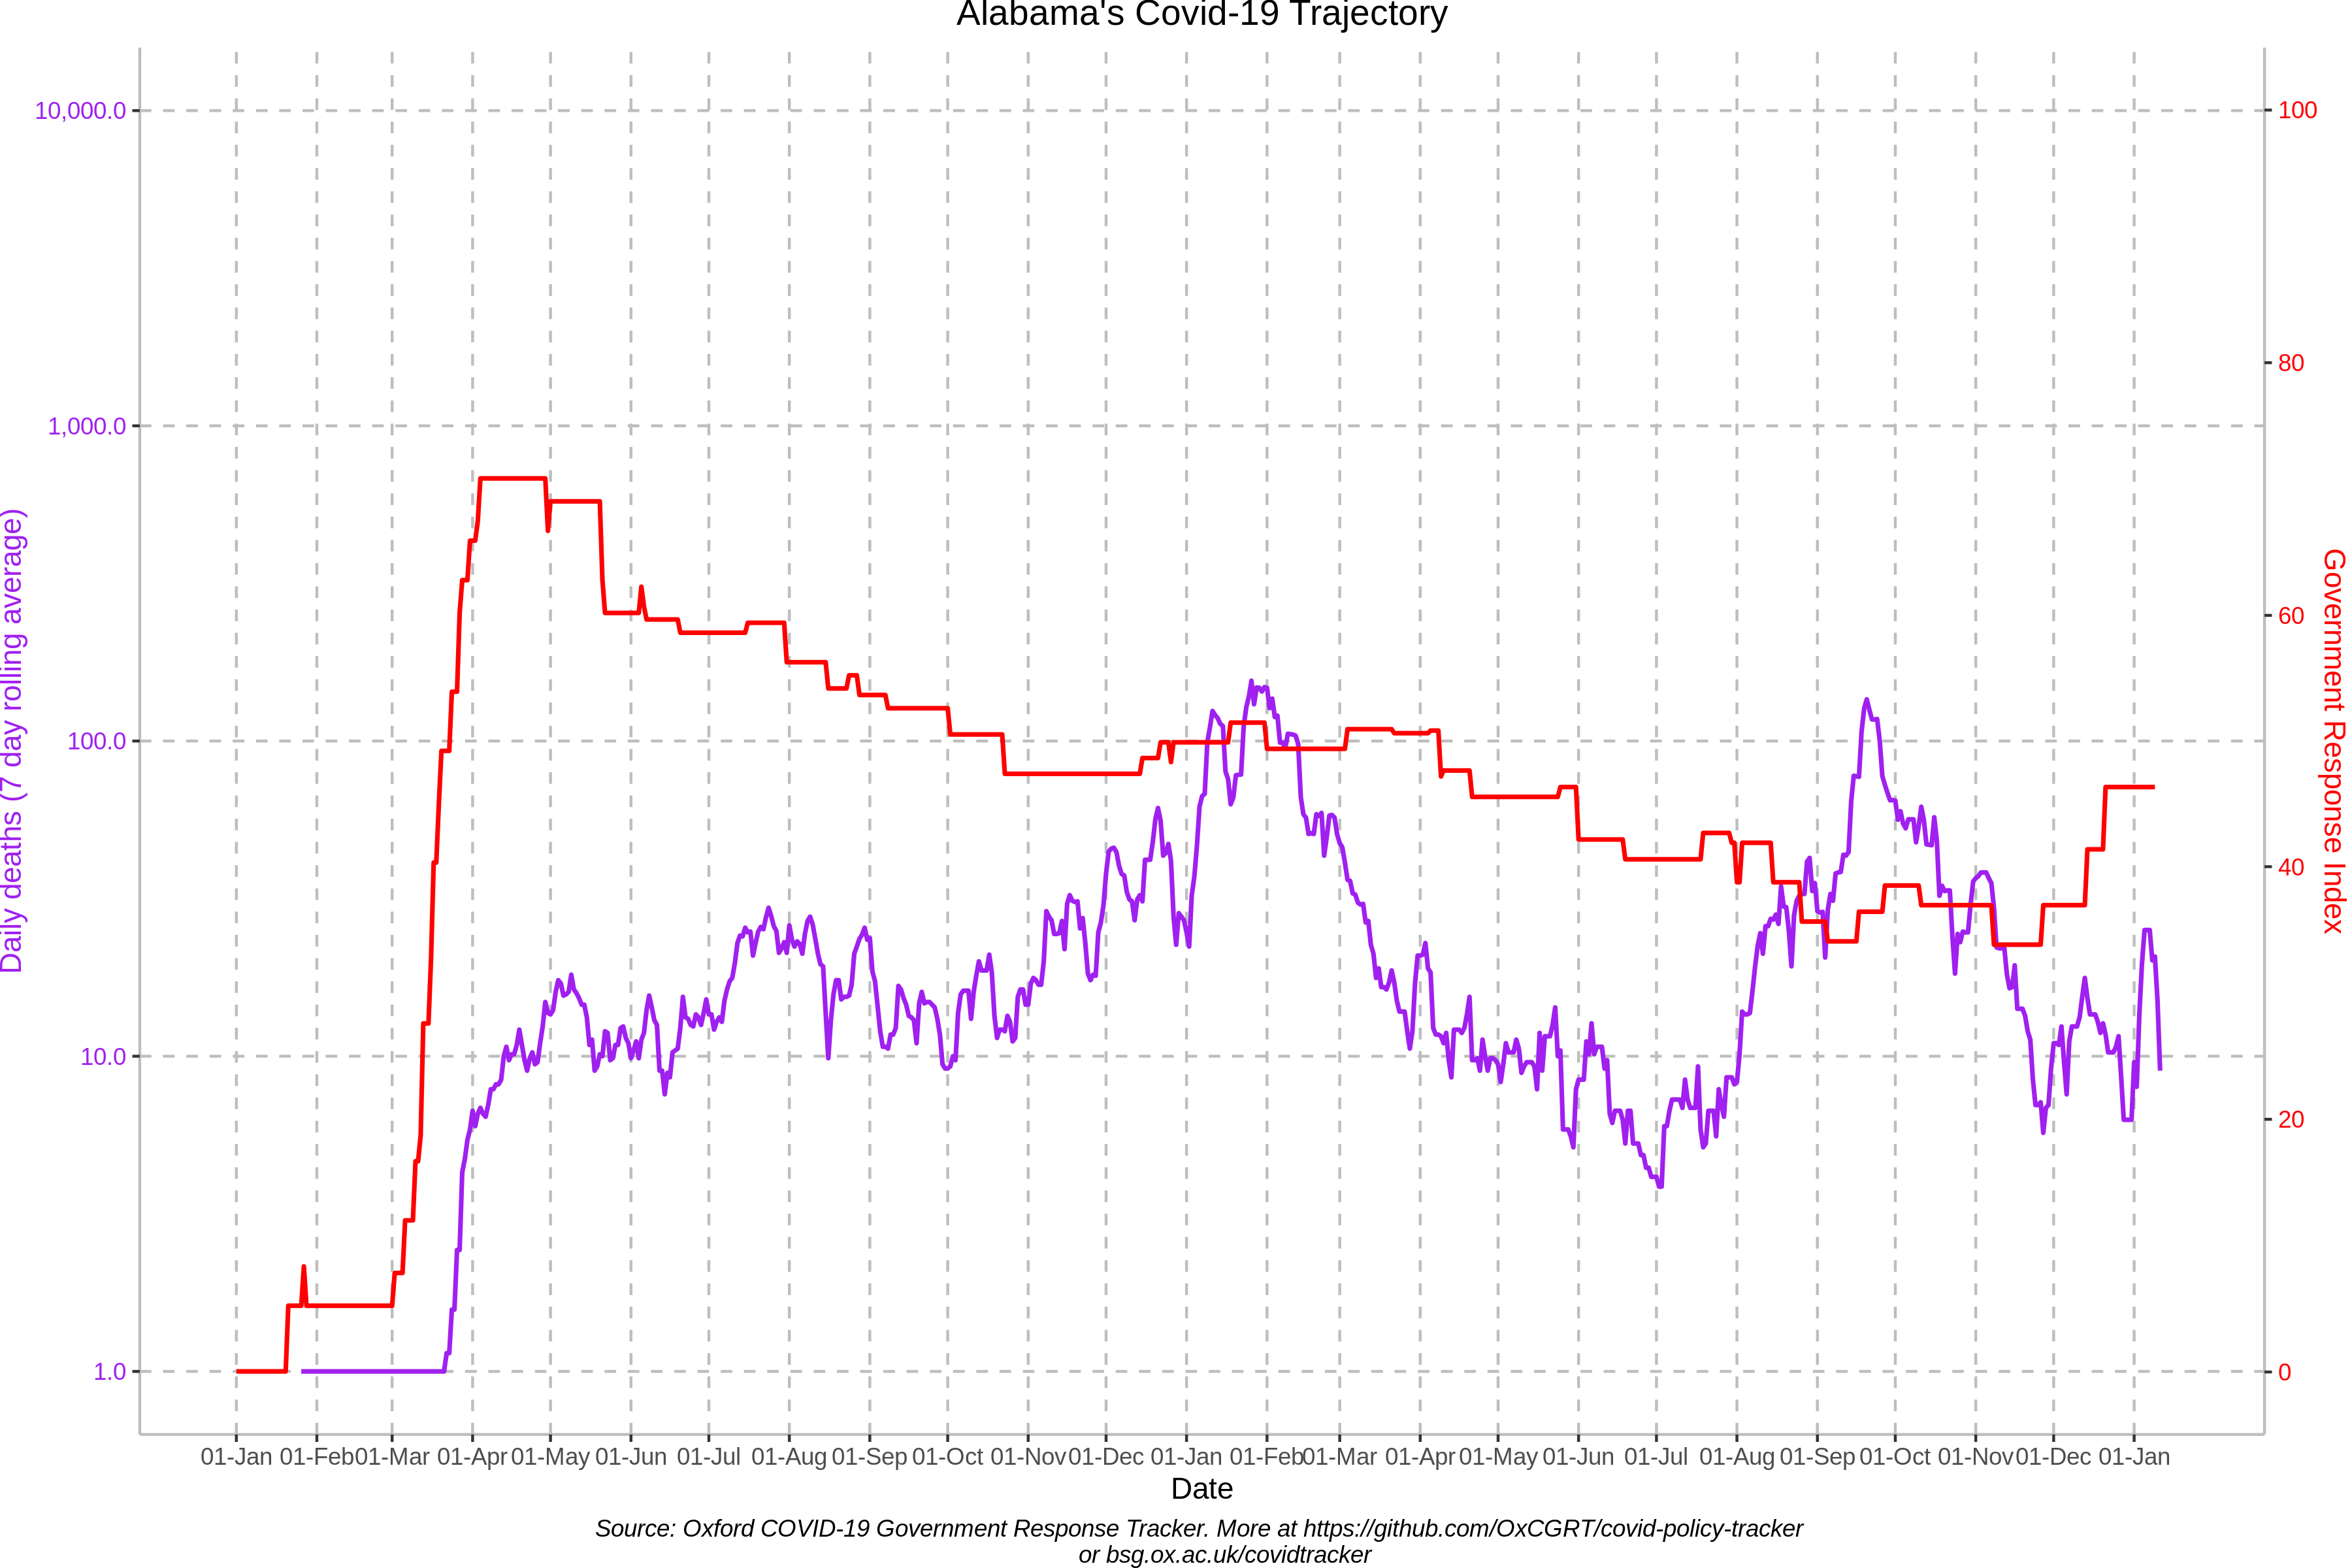 Alabama's Covid-19 Trajectory
10,000.0
1,000.0
100.0
10.0
1.0
Daily deaths (7 day rolling average)
100
80
60
40
20
0
Government Response Index
01-Jan 01-Feb 01-Mar 01-Apr 01-May 01-Jun 01-Jul 01-Aug 01-Sep 01-Oct 01-Nov 01-Dec 01-Jan 01-Feb 01-Mar 01-Apr 01-May 01-Jun 01-Jul 01-Aug 01-Sep 01-Oct 01-Nov 01-Dec 01-Jan
Date
Source: Oxford COVID-19 Government Response Tracker. More at https://github.com/OxCGRT/covid-policy-tracker
or bsg.ox.ac.uk/covidtracker